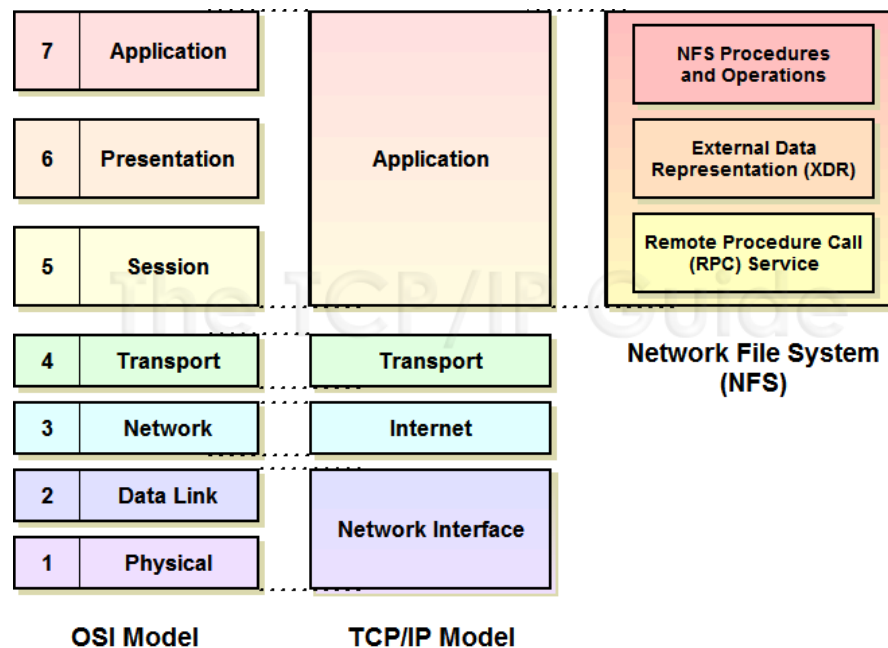 7 Application
6 Presentation
5 Session
4 Transport
3 Network
2 Data Link
1 Physical
OSI Model
Application
Transport
Internet
Network Interface
TCP/IP Model
NFS Procedures
and Operations
External Data
Representation (XDR)
Remote Procedure Call
(RPC) Service
Network File System
(NFS)
The TCP/IP Guide